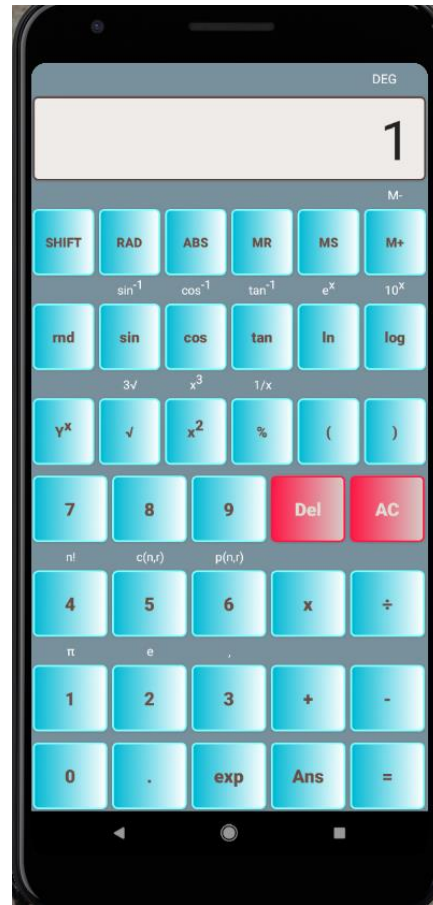 DEG
1
M-
SHIFT RAD ABS MR MS M+
sin-1 cos-1 tan-1 eX 10X
rnd sin cos tan ln log
3√ x3 1/x
YX √ x2 % ( )
7 8 9 Del AC
n! c(n,r) p(n,r)
4 5 6 x ÷
π e ,
1 2 3 + -
0 . exp Ans =